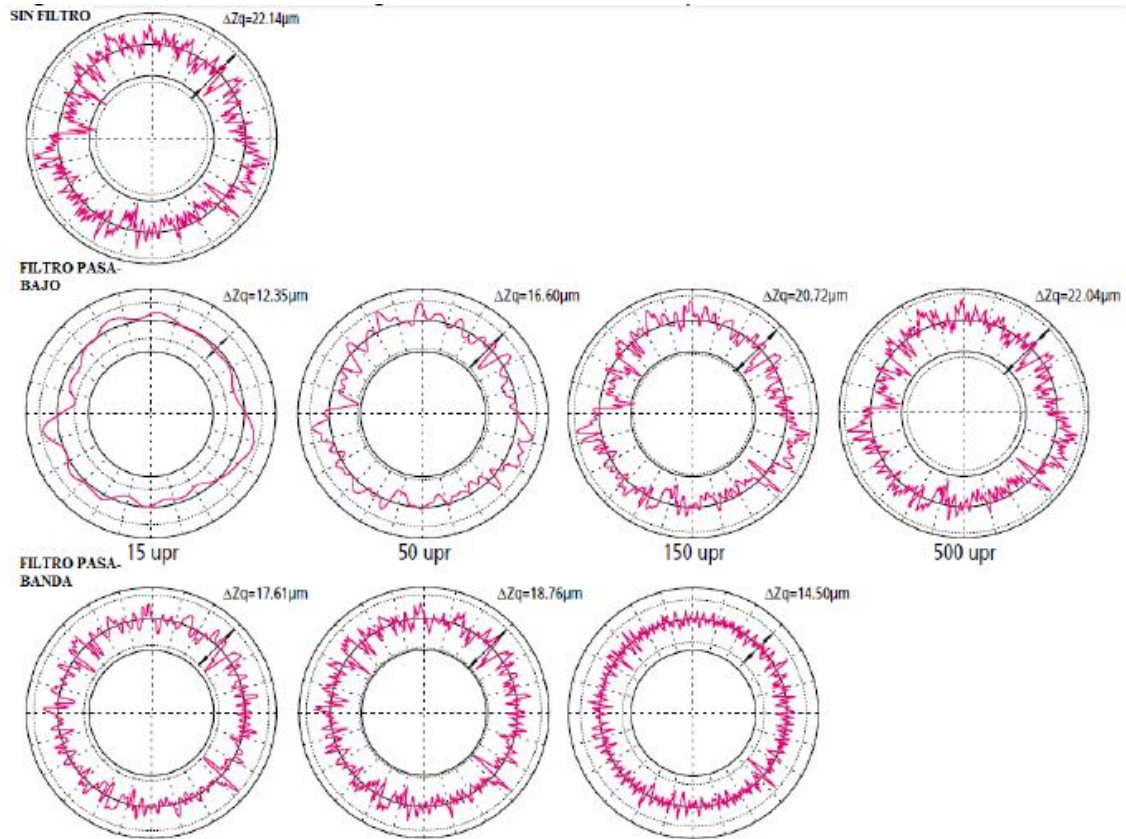 SIN FILTRO
ΔZq=22.14µm
FILTRO PASA-
BAJO
ΔZq=12.35µm
ΔZq=16.60µm
ΔZq=20.72µm
ΔZq=22.04µm
15 upr
50 upr
150 upr
500 upr
FILTRO PASA-
BANDA
ΔZq=17.61µm
ΔZq=18.76µm
ΔZq=14.50µm